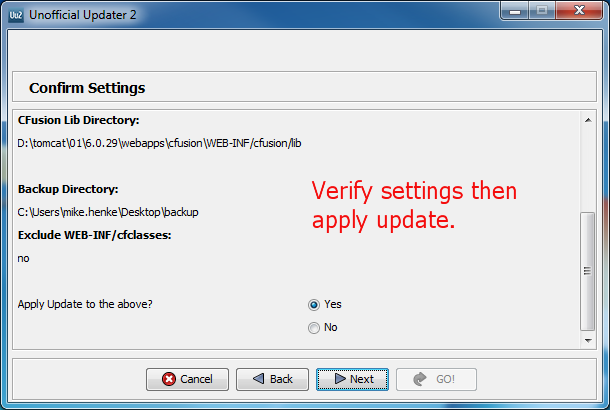 Uu2 Unofficial Updater 2
Confirm Settings
CFusion Lib Directory:
D:\tomcat\01\6.0.29\webapps\cfusion\WEB-INF/cfusion/lib
Backup Directory:
C:\Users\mike.henke\Desktop\backup
Verify settings then
apply update.
Exclude WEB-INF/cfclasses:
no
Apply Update to the above?
Yes
No
Cancel
Back
Next
GO!